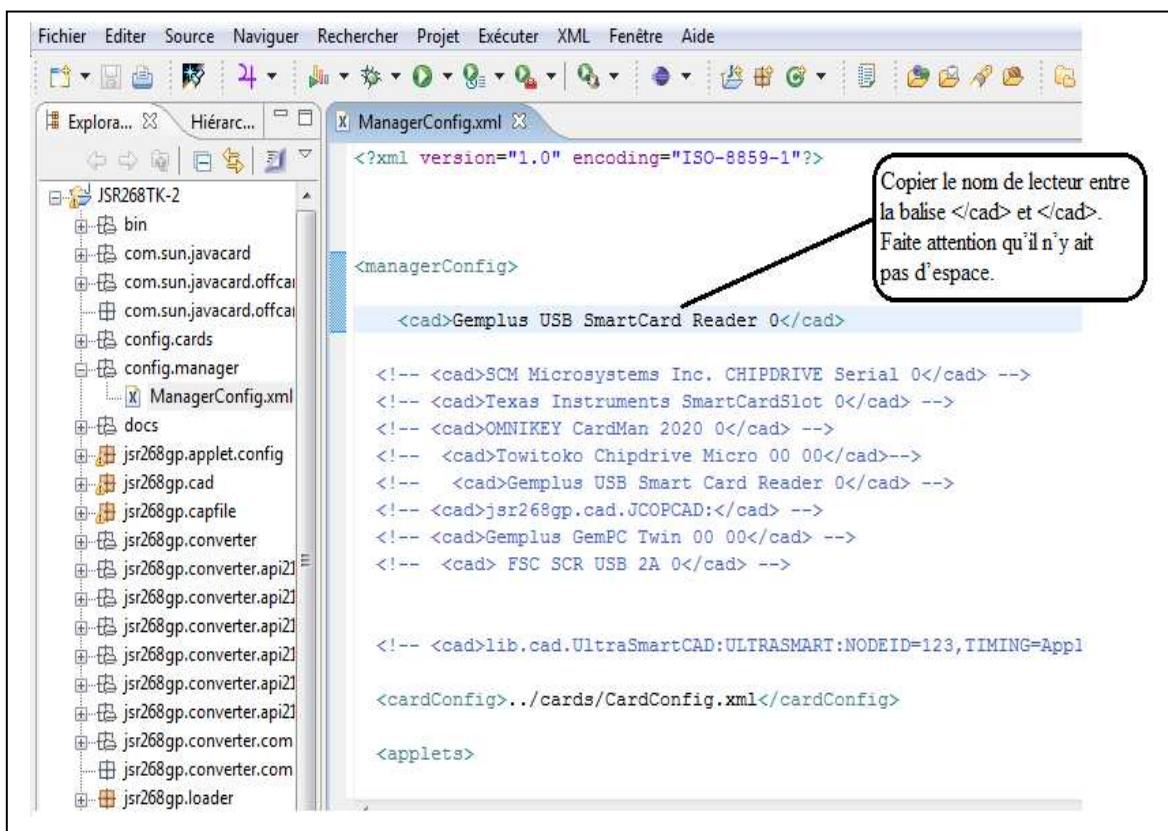 Fichier Editer Source Naviguer Rechercher Projet Exécuter XML Fenêtre Aide
Explora... Hiérarc...
ManagerConfig.xml
JSR268TK-2
bin
com.sun.javacard
com.sun.javacard.offcar
com.sun.javacard.offcar
config.cards
config.manager
ManagerConfig.xml
docs
jsr268gp.applet.config
jsr268gp.cad
jsr268gp.capfile
jsr268gp.converter
jsr268gp.converter.api21
jsr268gp.converter.api21
jsr268gp.converter.api21
jsr268gp.converter.api21
jsr268gp.converter.api21
jsr268gp.converter.api21
jsr268gp.converter.com
jsr268gp.converter.com
jsr268gp.loader
<?xml version="1.0" encoding="ISO-8859-1"?>
<managerConfig>
<cad>Gemplus USB SmartCard Reader 0</cad>
<!-- <cad>SCM Microsystems Inc. CHIPDRIVE Serial 0</cad> -->
<!-- <cad>Texas Instruments SmartCardSlot 0</cad> -->
<!-- <cad>OMNIKEY CardMan 2020 0</cad> -->
<!-- <cad>Towitoko Chipdrive Micro 00 00</cad>-->
<!-- <cad>Gemplus USB Smart Card Reader 0</cad> -->
<!-- <cad>jsr268gp.cad.JCOPCAD:</cad> -->
<!-- <cad>Gemplus GemPC Twin 00 00</cad> -->
<!-- <cad> FSC SCR USB 2A 0</cad> -->
<!-- <cad>lib.cad.UltraSmartCAD:ULTRASMART:NODEID=123,TIMING=Appl
<cardConfig>../cards/CardConfig.xml</cardConfig>
<applets>
Copier le nom de lecteur entre
la balise </cad> et </cad>.
Faite attention qu'il n'y ait
pas d'espace.